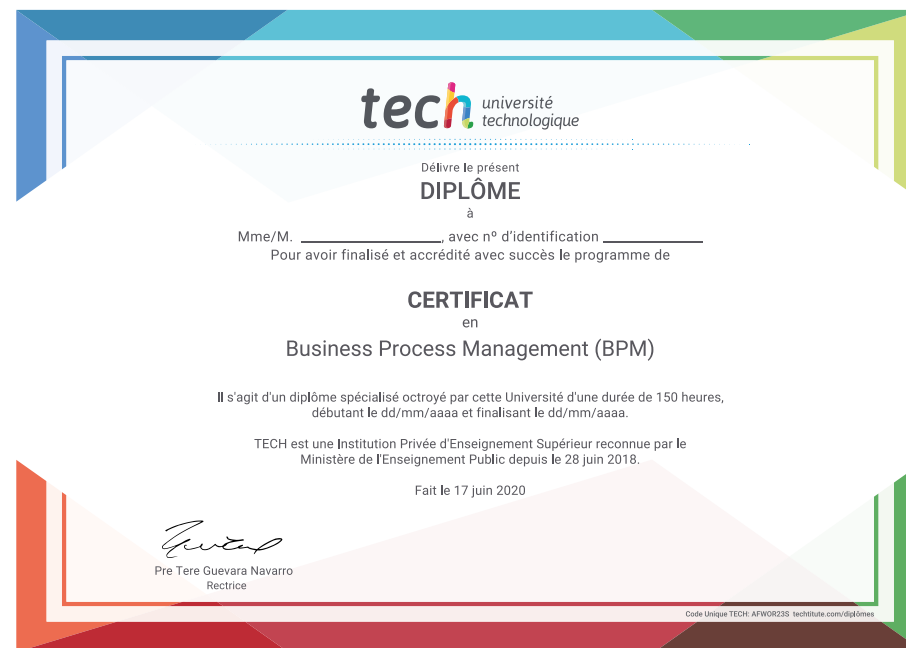 tech université
technologique
Délivre le présent
DIPLÔME
à
Mme/M. ____________________, avec nº d'identification ______________
Pour avoir finalisé et accrédité avec succès le programme de
CERTIFICAT
en
Business Process Management (BPM)
Il s'agit d'un diplôme spécialisé octroyé par cette Université d'une durée de 150 heures,
débutant le dd/mm/aaaa et finalisant le dd/mm/aaaa.
TECH est une Institution Privée d'Enseignement Supérieur reconnue par le
Ministère de l'Enseignement Public depuis le 28 juin 2018.
Fait le 17 juin 2020
Pre Tere Guevara Navarro
Rectrice
Code Unique TECH: AFWOR23S techtitute.com/diplômes